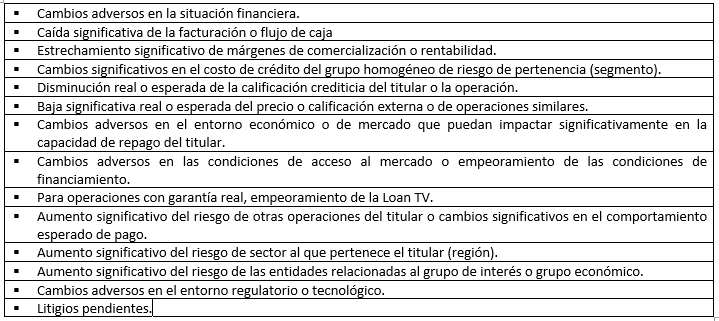 ▪ Cambios adversos en la situación financiera.
▪ Caída significativa de la facturación o flujo de caja
▪ Estrechamiento significativo de márgenes de comercialización o rentabilidad.
▪ Cambios significativos en el costo de crédito del grupo homogéneo de riesgo de pertenencia (segmento).
▪ Disminución real o esperada de la calificación crediticia del titular o la operación.
▪ Baja significativa real o esperada del precio o calificación externa o de operaciones similares.
▪ Cambios adversos en el entorno económico o de mercado que puedan impactar significativamente en la
capacidad de repago del titular.
▪ Cambios adversos en las condiciones de acceso al mercado o empeoramiento de las condiciones de
financiamiento.
▪ Para operaciones con garantía real, empeoramiento de la Loan TV.
▪ Aumento significativo del riesgo de otras operaciones del titular o cambios significativos en el comportamiento
esperado de pago.
▪ Aumento significativo del riesgo de sector al que pertenece el titular (región).
▪ Aumento significativo del riesgo de las entidades relacionadas al grupo de interés o grupo económico.
▪ Cambios adversos en el entorno regulatorio o tecnológico.
▪ Litigios pendientes.